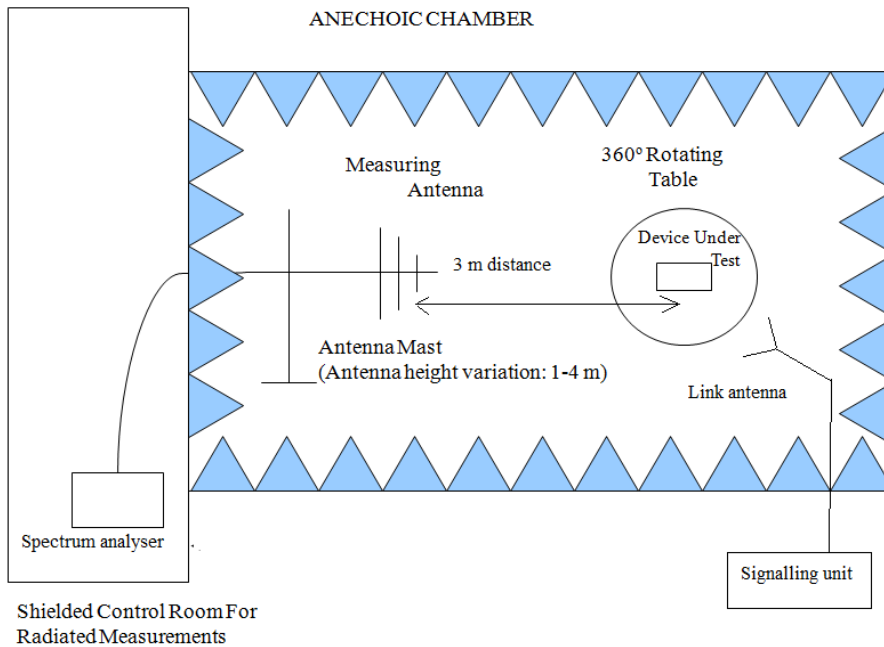 ANECHOIC CHAMBER
Measuring
Antenna
360º Rotating
Table
Device Under
Test
3 m distance
Antenna Mast
(Antenna height variation: 1-4 m)
Link antenna
Spectrum analyser
Signalling unit
Shielded Control Room For
Radiated Measurements